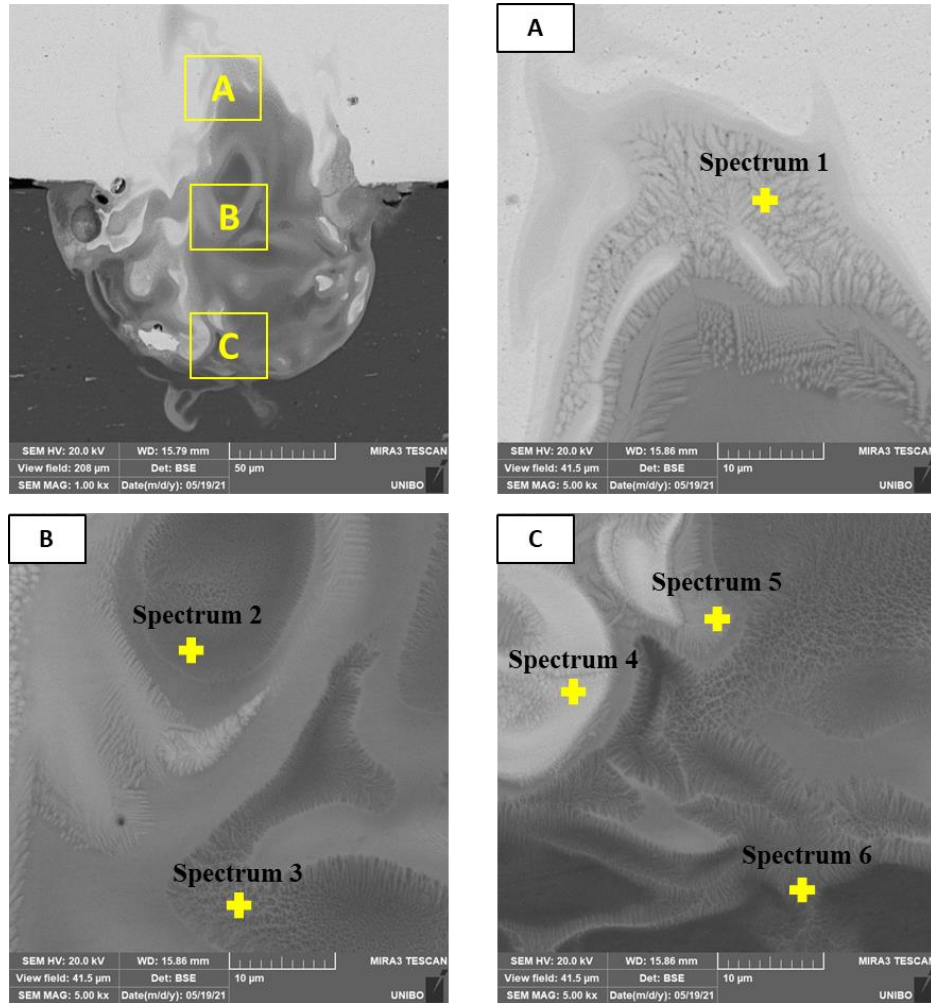 A
B
C
SEM HV: 20.0 kV WD: 15.79 mm MIRA3 TESCAN
View field: 208 µm Det: BSE 50 µm
SEM MAG: 1.00 kx Date(m/d/y): 05/19/21 UNIBO
A
Spectrum 1
SEM HV: 20.0 kV WD: 15.86 mm MIRA3 TESCAN
View field: 41.5 µm Det: BSE 10 µm
SEM MAG: 5.00 kx Date(m/d/y): 05/19/21 UNIBO
B
Spectrum 2
Spectrum 3
SEM HV: 20.0 kV WD: 15.86 mm MIRA3 TESCAN
View field: 41.5 µm Det: BSE 10 µm
SEM MAG: 5.00 kx Date(m/d/y): 05/19/21 UNIBO
C
Spectrum 5
Spectrum 4
Spectrum 6
SEM HV: 20.0 kV WD: 15.86 mm MIRA3 TESCAN
View field: 41.5 µm Det: BSE 10 µm
SEM MAG: 5.00 kx Date(m/d/y): 05/19/21 UNIBO